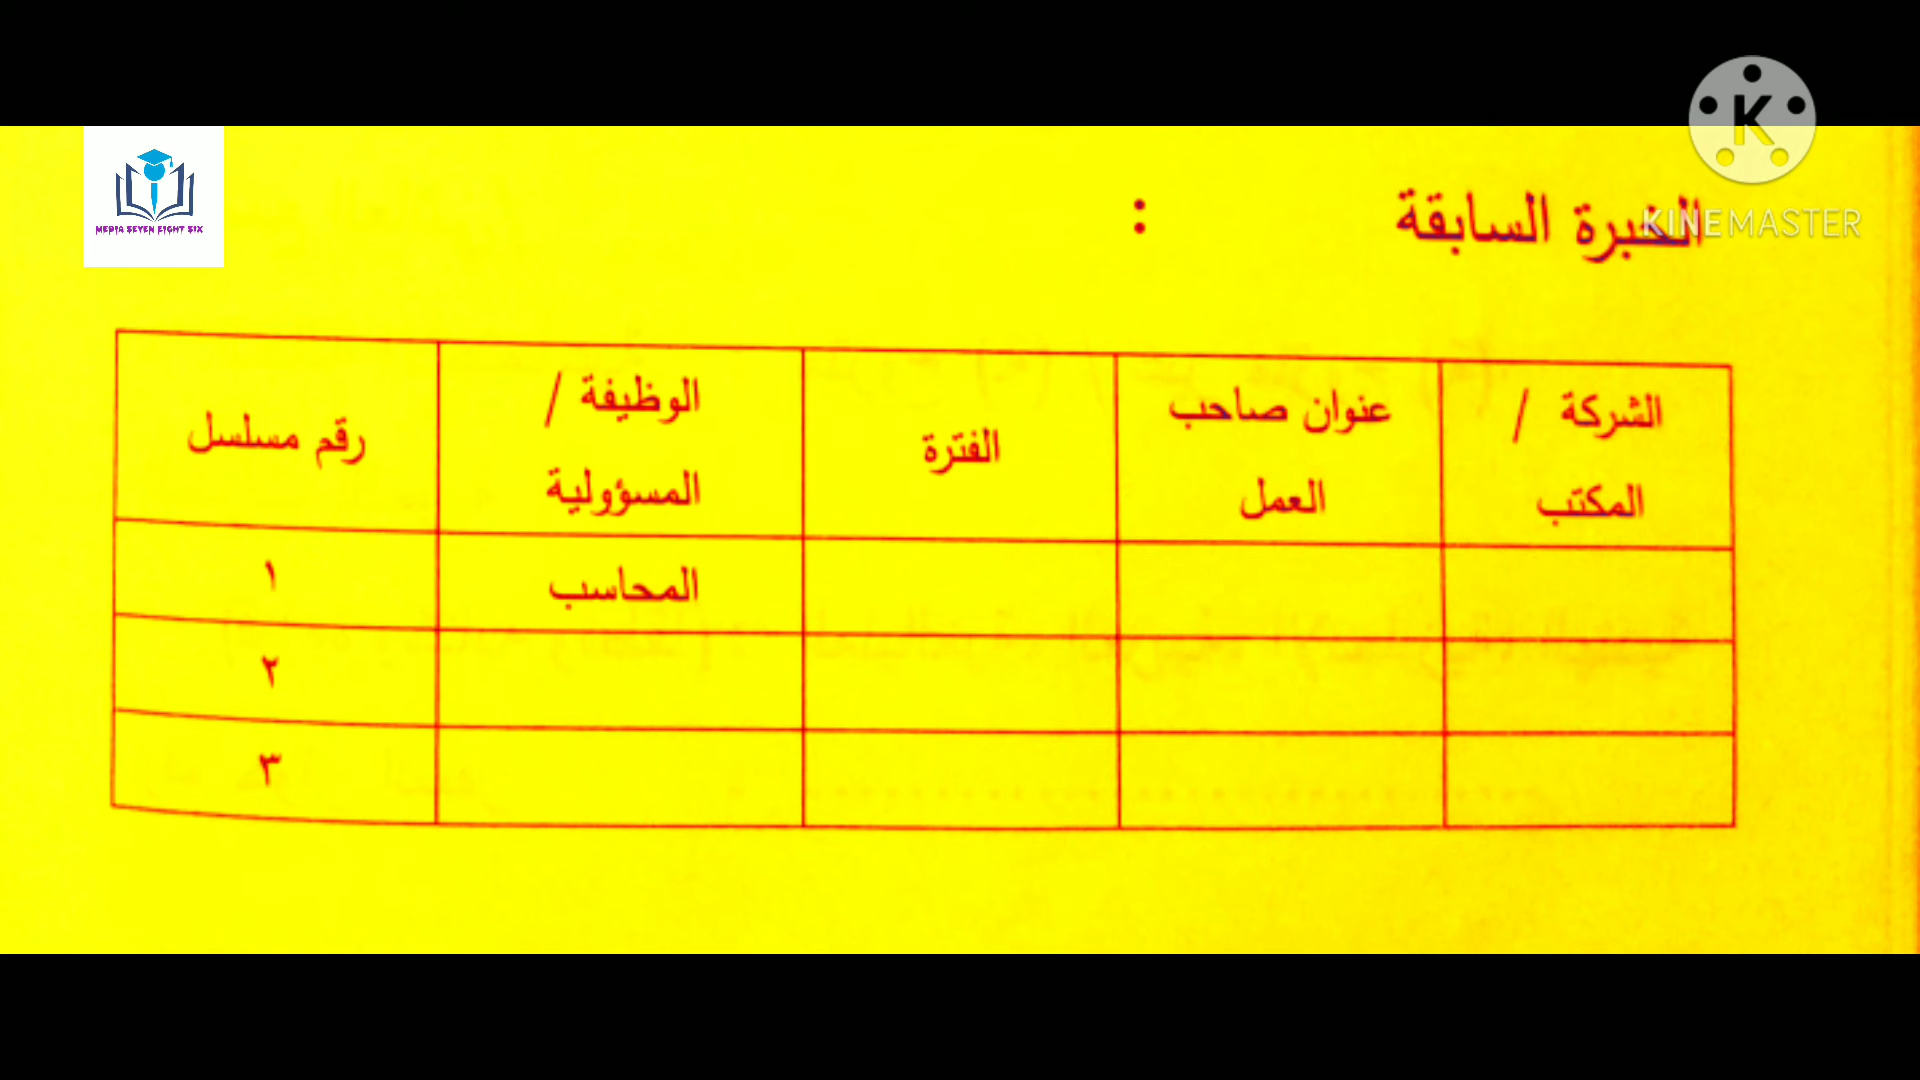 الخبرة السابقة :
الشركة / المكتب
عنوان صاحب العمل
الفترة
الوظيفة / المسؤولية
رقم مسلسل
المحاسب
١
٢
٣
MEDIA SEVEN EIGHT SIX
K
KINEMASTER